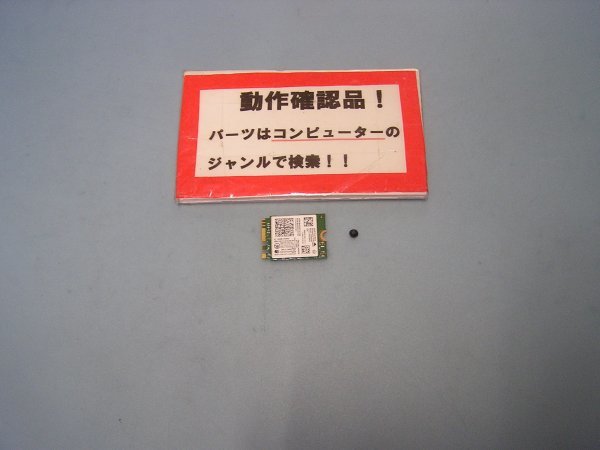 動作確認品！
パーツはコンピューターの
ジャンルで検索！！